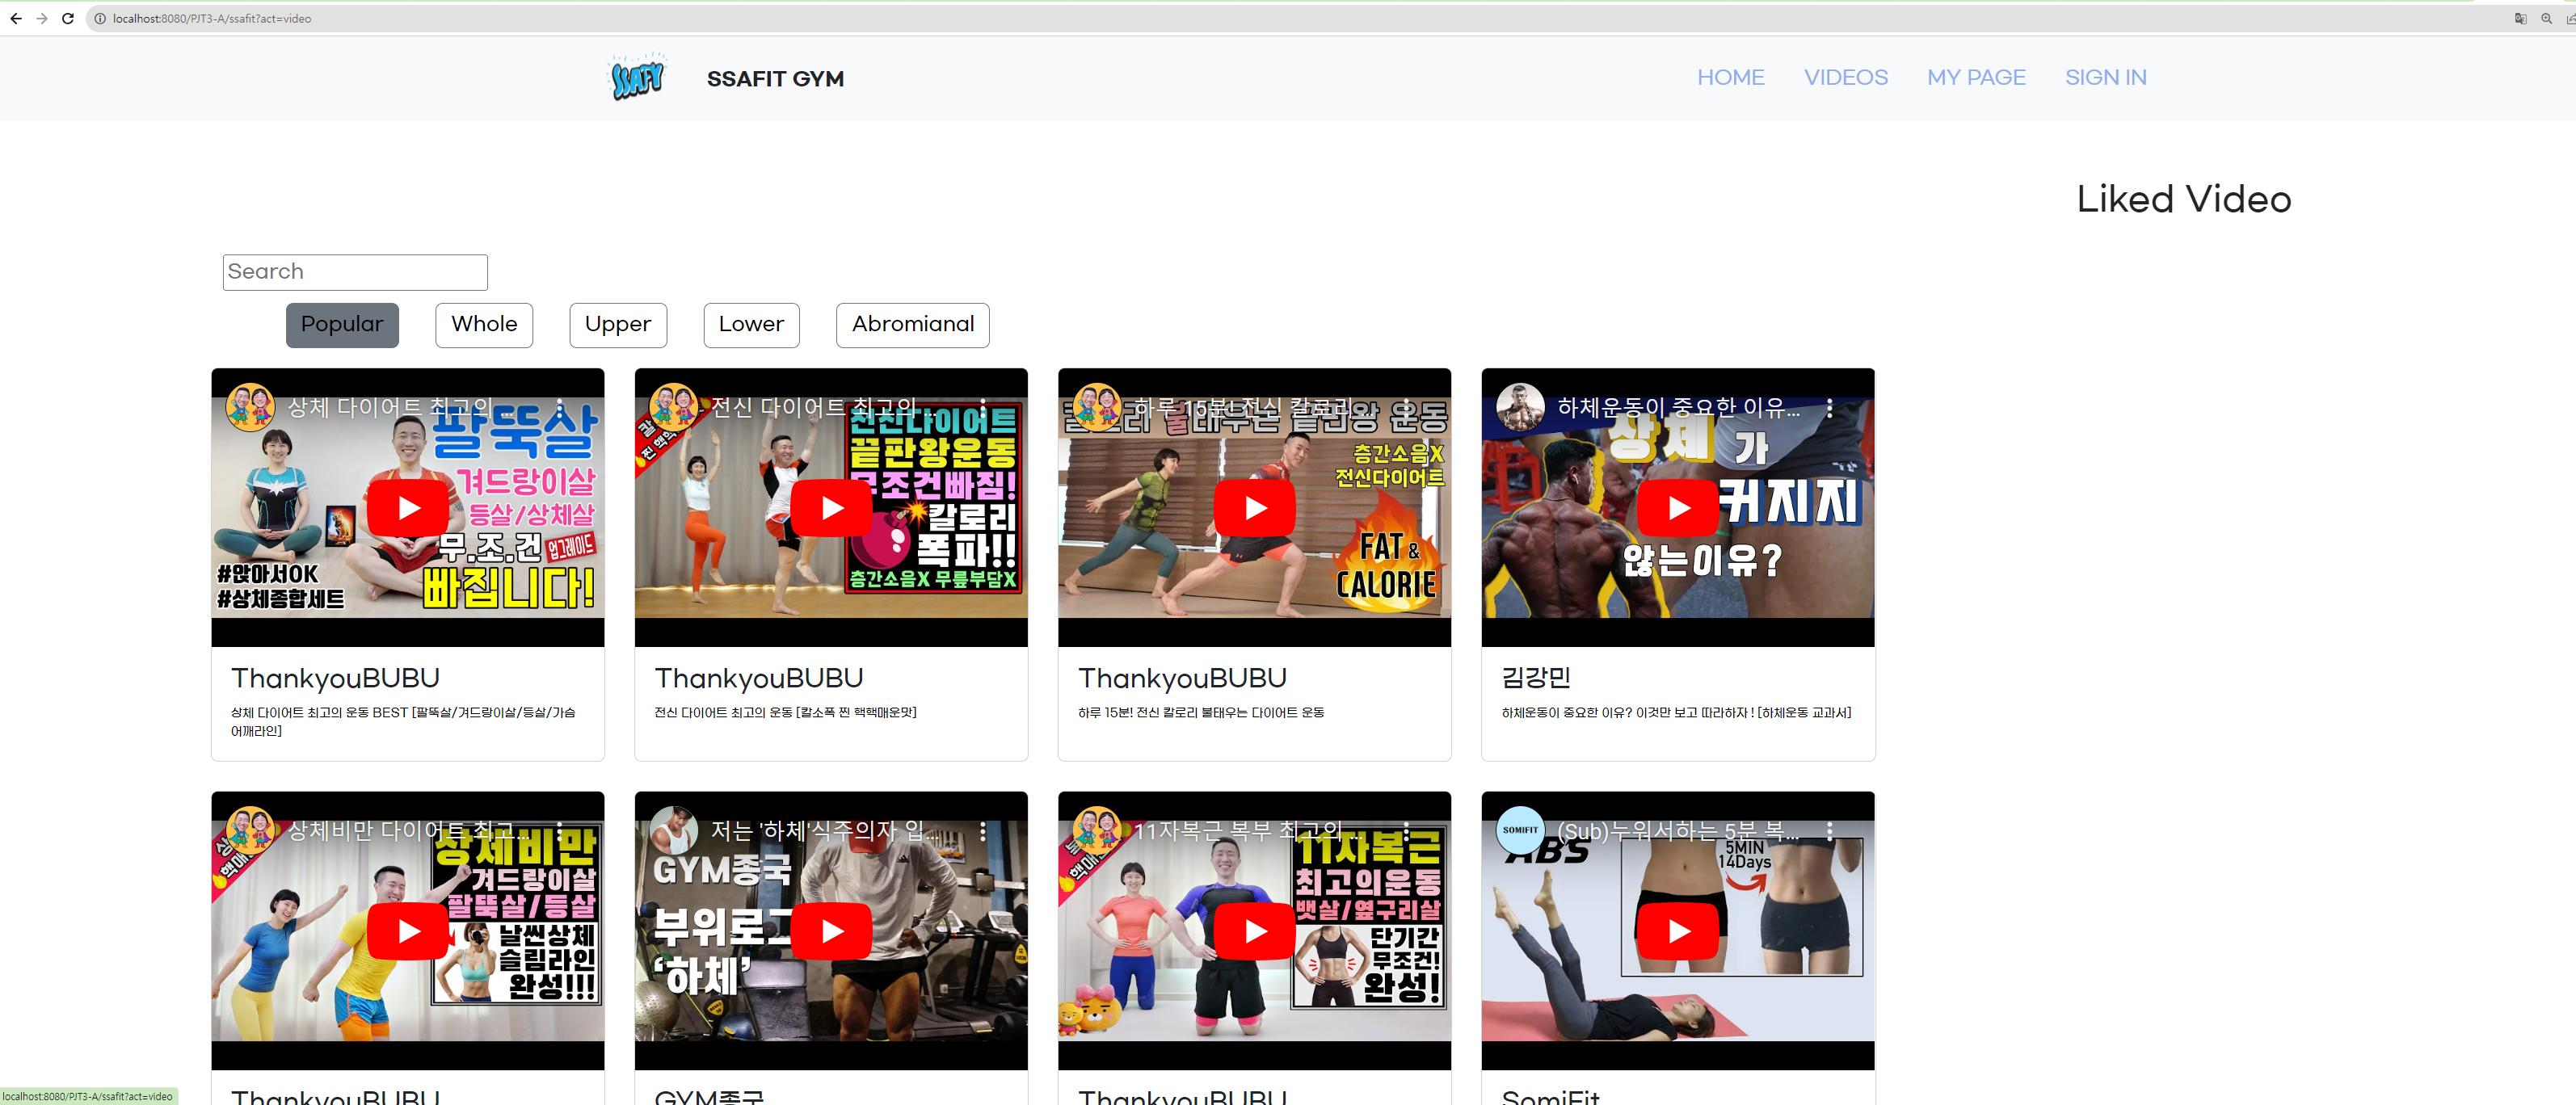 localhost:8080/PJT3-A/ssafit?act=video
SSAFY
SSAFIT GYM
HOME
VIDEOS
MY PAGE
SIGN IN
Liked Video
Search
Popular
Whole
Upper
Lower
Abromianal
상체 다이어트 최고의 ...
팔뚝살
겨드랑이살
등살/상체살
무.조.건
업그레이드
빠집니다!
#앉아서OK
#상체종합세트
전신 다이어트 최고의 ...
전신다이어트
끝판왕운동
무조건빠짐!
칼로리
폭파!!
층간소음X 무릎부담X
하루 15분! 전신 칼로리 ...
불태우는 끝판왕 운동
층간소음X
전신다이어트
FAT &
CALORIE
하체운동이 중요한 이유...
상체 가
커지지
않는이유?
ThankyouBUBU
상체 다이어트 최고의 운동 BEST [팔뚝살/겨드랑이살/등살/가슴
어깨라인]
ThankyouBUBU
전신 다이어트 최고의 운동 [칼소폭 찐 핵핵매운맛]
ThankyouBUBU
하루 15분! 전신 칼로리 불태우는 다이어트 운동
김강민
하체운동이 중요한 이유? 이것만 보고 따라하자 ! [하체운동 교과서]
상체비만 다이어트 최고...
상체비만
겨드랑이살
팔뚝살/등살
날씬상체
슬림라인
완성!!!
저는 '하체'식주의자 입...
GYM종국
부위로그
‘하체’
11자복근 복부 최고의 ...
11자복근
최고의운동
뱃살/옆구리살
단기간
무조건!
완성!
SOMIFIT
(Sub)누워서하는 5분 복...
ABS
5MIN
14Days
ThankyouBUBU
GYM종국
ThankyouBUBU
SomiFit
localhost:8080/PJT3-A/ssafit?act=video